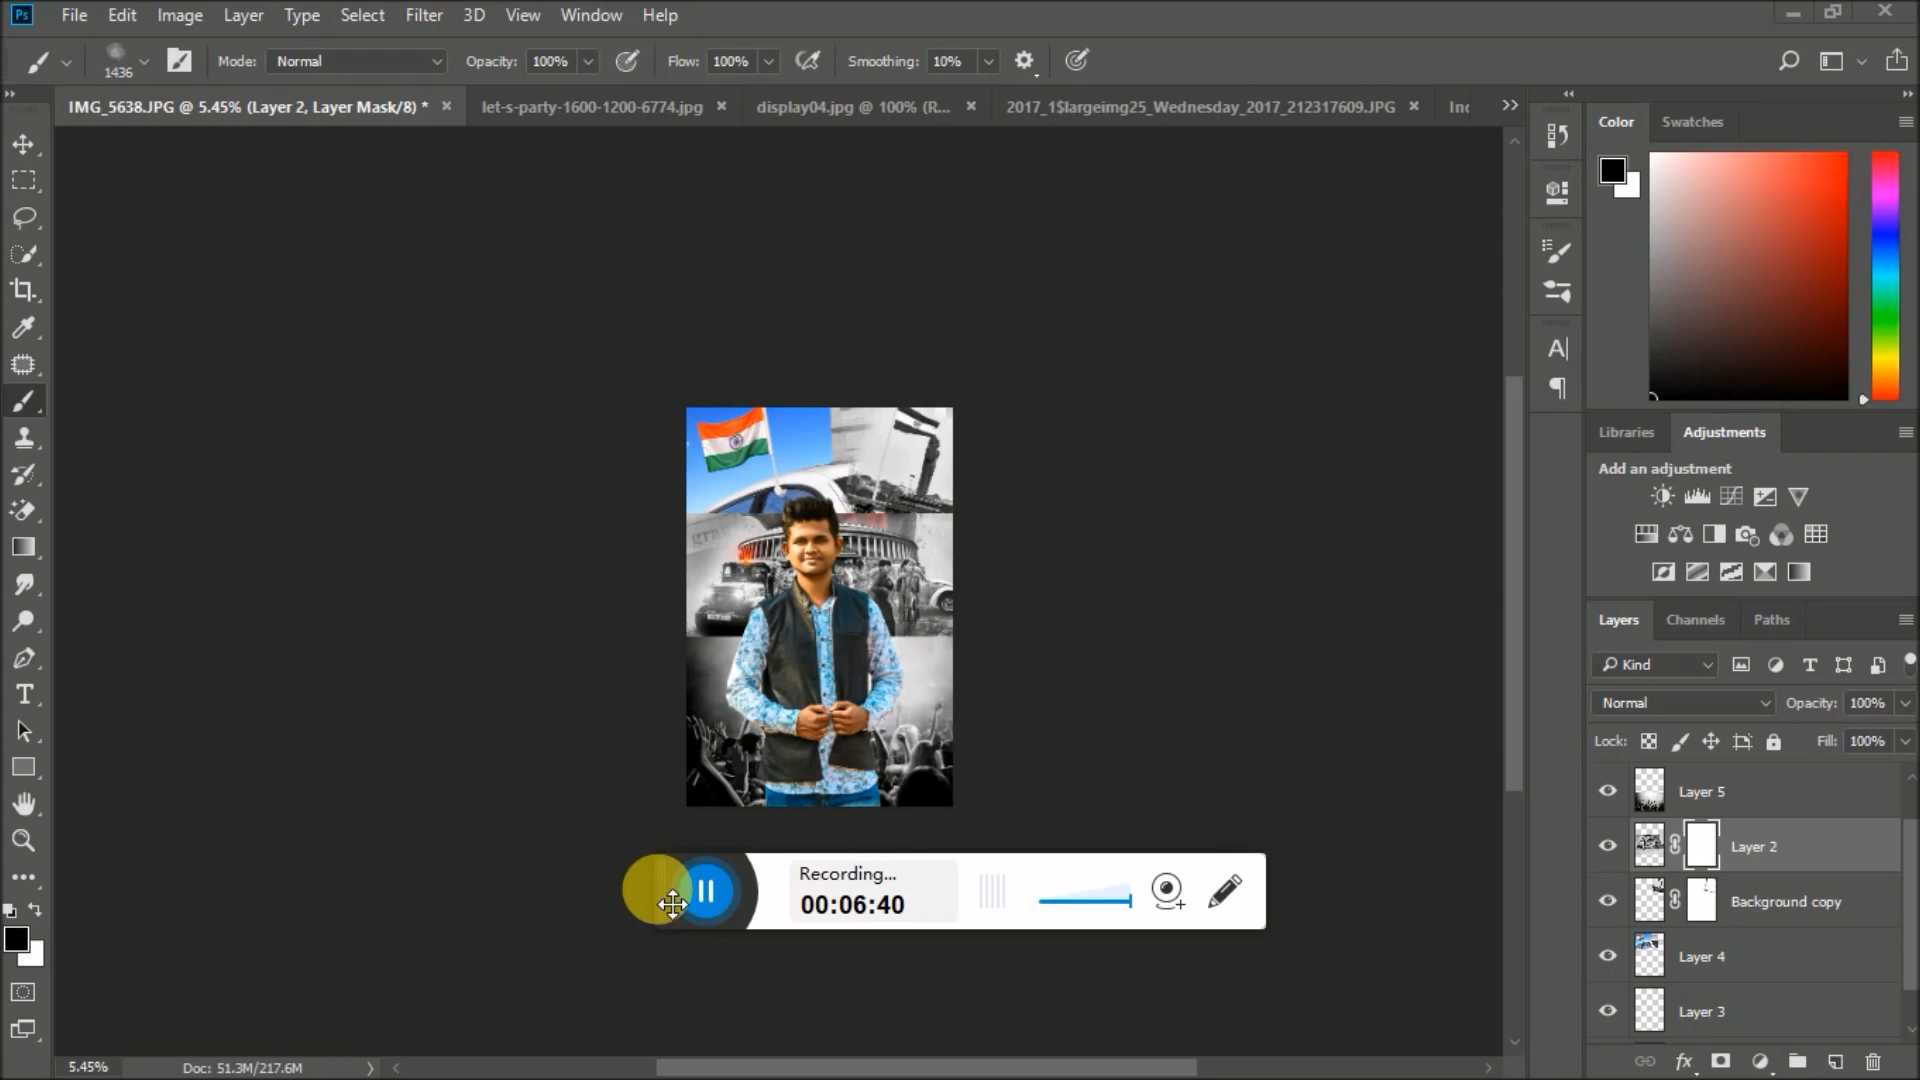 Ps File Edit Image Layer Type Select Filter 3D View Window Help
1436 Mode: Normal Opacity: 100% Flow: 100% Smoothing: 10%
IMG_5638.JPG @ 5.45% (Layer 2, Layer Mask/8) * let-s-party-1600-1200-6774.jpg display04.jpg @ 100% (R... 2017_1$largeimg25_Wednesday_2017_212317609.JPG Inc
Color Swatches
Libraries Adjustments
Add an adjustment
Layers Channels Paths
Kind
Normal Opacity: 100%
Lock: Fill: 100%
Layer 5
Layer 2
Background copy
Layer 4
Layer 3
gran
Recording...
00:06:40
5.45% Doc: 51.3M/217.6M